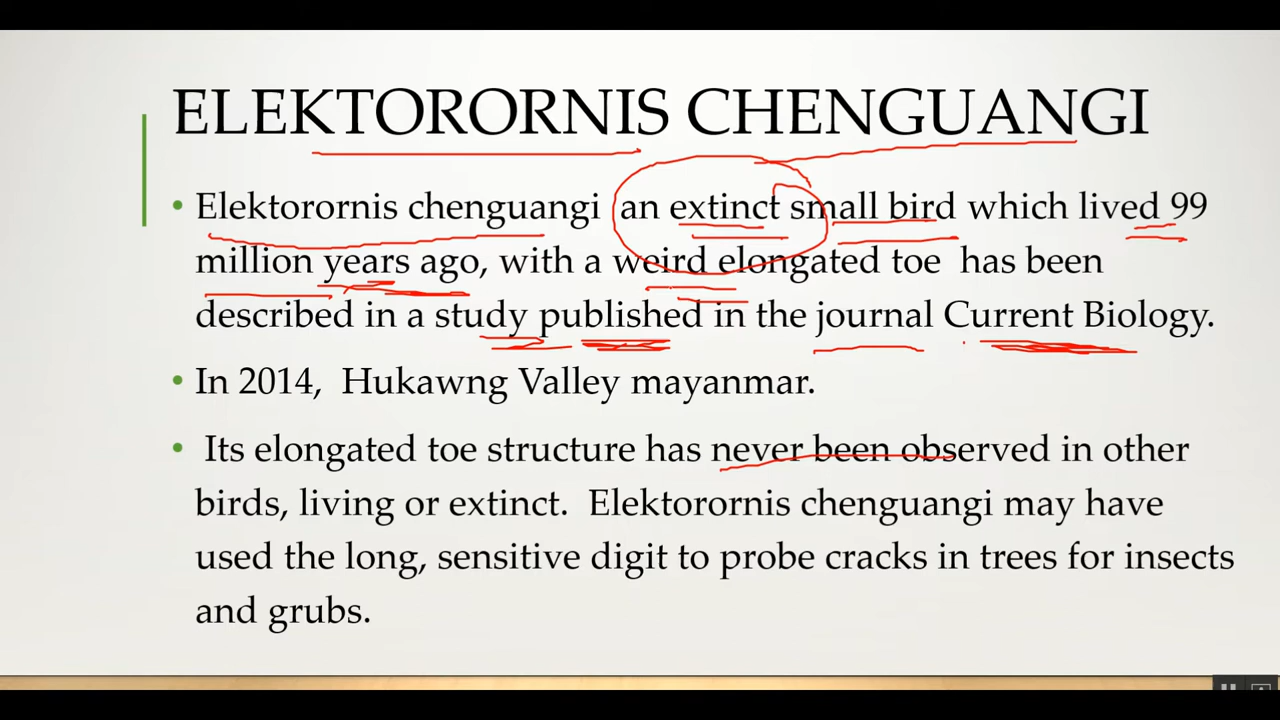 ELEKTORORNIS CHENGUANGI
• Elektorornis chenguangi an extinct small bird which lived 99
million years ago, with a weird elongated toe has been
described in a study published in the journal Current Biology.
• In 2014, Hukawng Valley mayanmar.
• Its elongated toe structure has never been observed in other
birds, living or extinct. Elektorornis chenguangi may have
used the long, sensitive digit to probe cracks in trees for insects
and grubs.